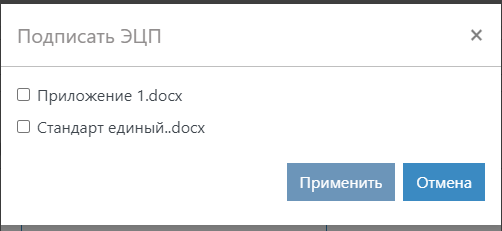 Подписать ЭЦП ×
Приложение 1.docx
Стандарт единый..docx
Применить Отмена